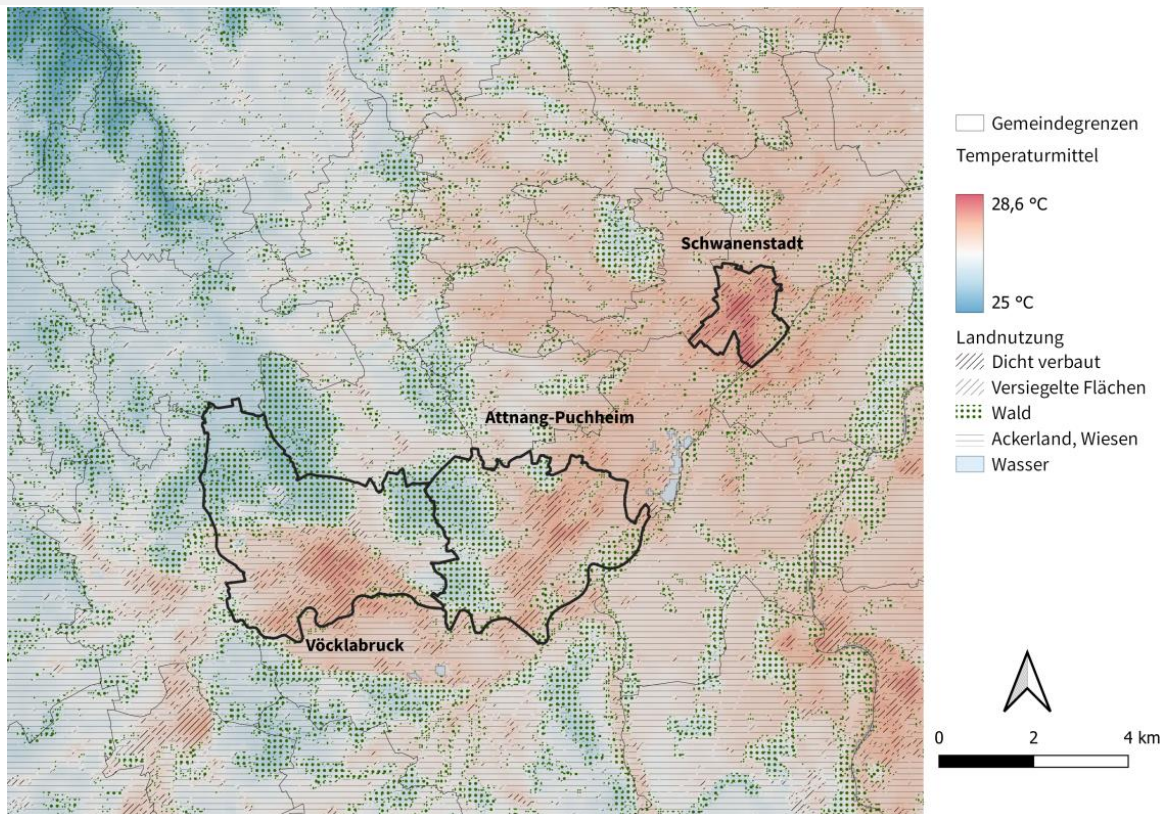 Schwanenstadt
Attnang-Puchheim
Vöcklabruck
Gemeindegrenzen
Temperaturmittel
28,6 °C
25 °C
Landnutzung
Dicht verbaut
Versiegelte Flächen
Wald
Ackerland, Wiesen
Wasser
0 2 4 km